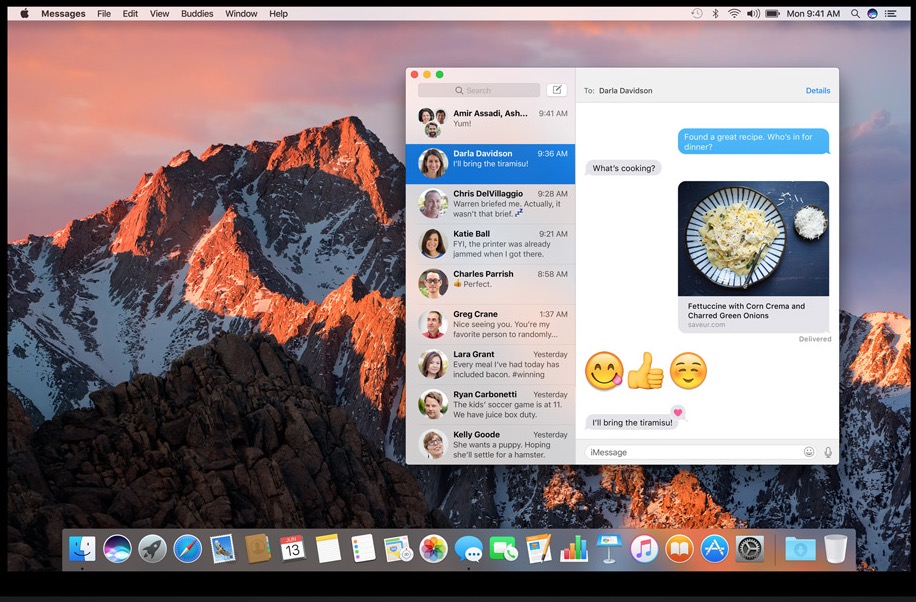 Messages File Edit View Buddies Window Help
Mon 9:41 AM
Search
Amir Assadi, Ash... 9:41 AM
Yum!
Darla Davidson 9:36 AM
I'll bring the tiramisu!
Chris DelVillaggio 9:28 AM
Warren briefed me. Actually, it
wasn't that brief. 💤
Katie Ball 9:21 AM
FYI, the printer was already
jammed when I got there.
Charles Parrish 8:58 AM
👍 Perfect.
Greg Crane 1:37 AM
Nice seeing you. You're my
favorite person to randomly...
Lara Grant Yesterday
Every meal I've had today has
included bacon. #winning
Ryan Carbonetti Yesterday
The kids' soccer game is at 11.
We have juice box duty.
Kelly Goode Yesterday
She wants a puppy. Hoping
she'll settle for a hamster.
To: Darla Davidson Details
Found a great recipe. Who's in for
dinner?
What's cooking?
Fettuccine with Corn Crema and
Charred Green Onions
saveur.com
Delivered
😋👍☺️
I'll bring the tiramisu!
iMessage
JUN
13